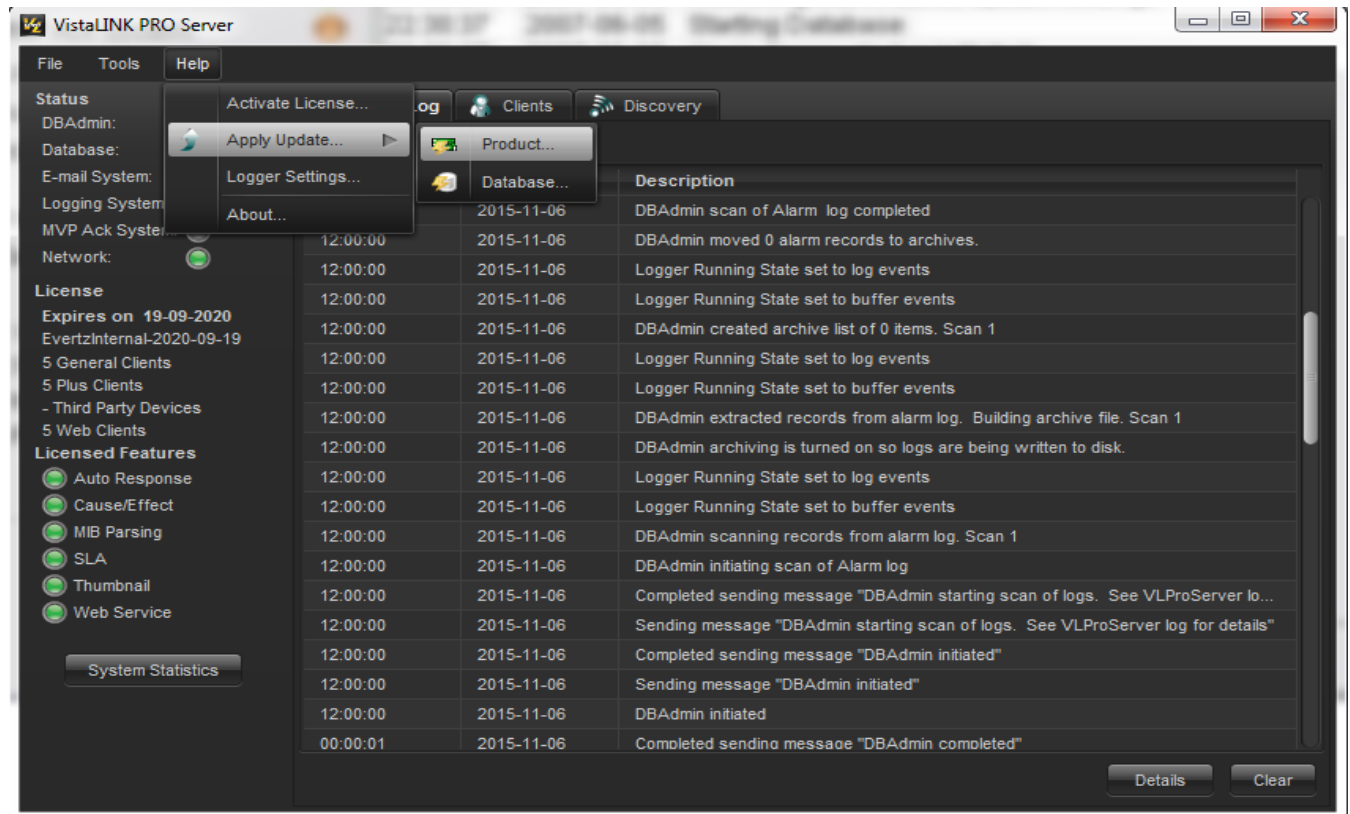 VistaLINK PRO Server
22:30:37 2007-06-05 Starting Database
File Tools Help
Status
DBAdmin:
Database:
E-mail System:
Logging System
MVP Ack System:
Network:
License
Expires on 19-09-2020
EvertzInternal-2020-09-19
5 General Clients
5 Plus Clients
- Third Party Devices
5 Web Clients
Licensed Features
Auto Response
Cause/Effect
MIB Parsing
SLA
Thumbnail
Web Service
System Statistics
Activate License...
Apply Update...
Logger Settings...
About...
Product...
Database...
Log Clients Discovery
Description
2015-11-06 DBAdmin scan of Alarm log completed
12:00:00 2015-11-06 DBAdmin moved 0 alarm records to archives.
12:00:00 2015-11-06 Logger Running State set to log events
12:00:00 2015-11-06 Logger Running State set to buffer events
12:00:00 2015-11-06 DBAdmin created archive list of 0 items. Scan 1
12:00:00 2015-11-06 Logger Running State set to log events
12:00:00 2015-11-06 Logger Running State set to buffer events
12:00:00 2015-11-06 DBAdmin extracted records from alarm log. Building archive file. Scan 1
12:00:00 2015-11-06 DBAdmin archiving is turned on so logs are being written to disk.
12:00:00 2015-11-06 Logger Running State set to log events
12:00:00 2015-11-06 Logger Running State set to buffer events
12:00:00 2015-11-06 DBAdmin scanning records from alarm log. Scan 1
12:00:00 2015-11-06 DBAdmin initiating scan of Alarm log
12:00:00 2015-11-06 Completed sending message "DBAdmin starting scan of logs. See VLProServer lo...
12:00:00 2015-11-06 Sending message "DBAdmin starting scan of logs. See VLProServer log for details"
12:00:00 2015-11-06 Completed sending message "DBAdmin initiated"
12:00:00 2015-11-06 Sending message "DBAdmin initiated"
12:00:00 2015-11-06 DBAdmin initiated
00:00:01 2015-11-06 Completed sending message "DBAdmin completed"
Details Clear